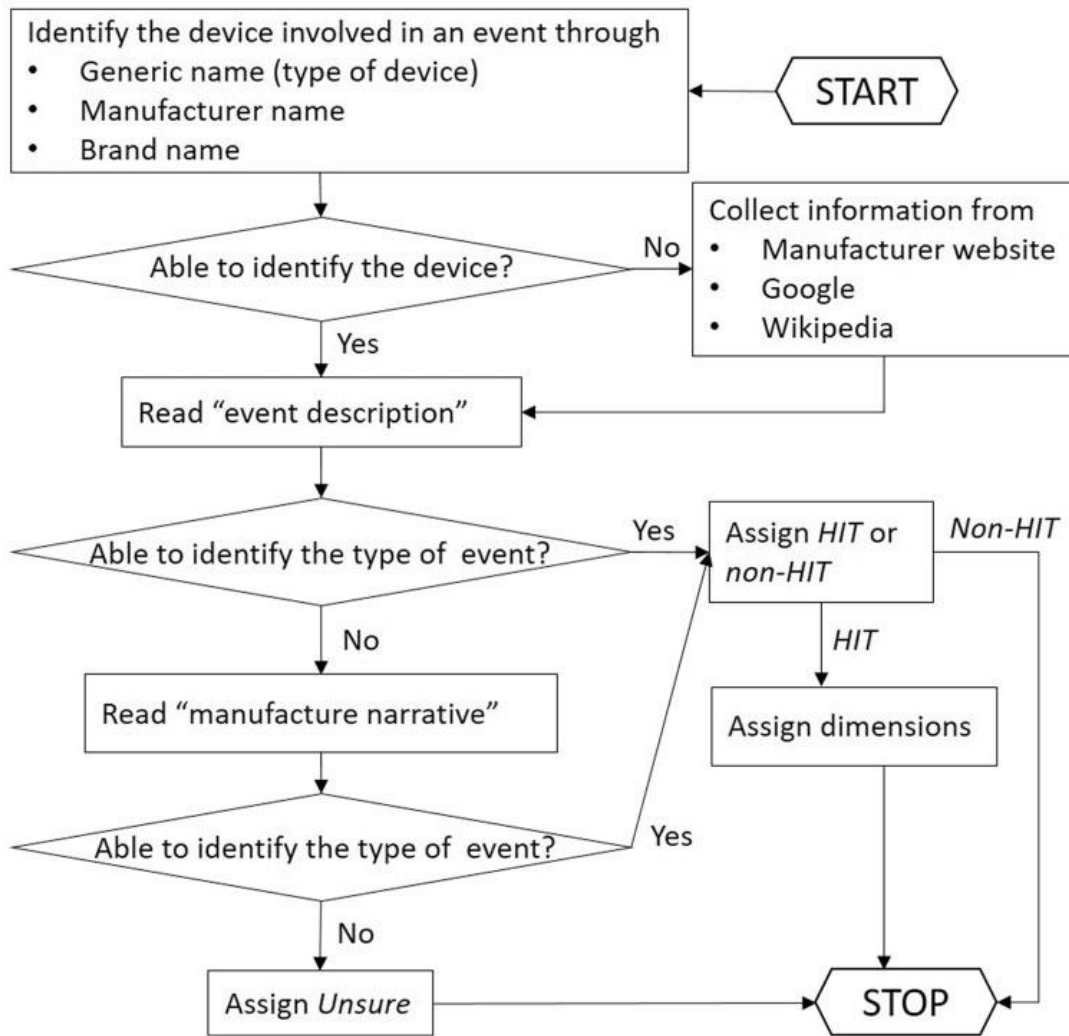 Identify the device involved in an event through
• Generic name (type of device)
• Manufacturer name
• Brand name
START
Able to identify the device?
No
Collect information from
• Manufacturer website
• Google
• Wikipedia
Yes
Read “event description”
Able to identify the type of event?
Yes
Assign HIT or
non-HIT
Non-HIT
No
HIT
Read “manufacture narrative”
Assign dimensions
Able to identify the type of event?
Yes
No
Assign Unsure
STOP